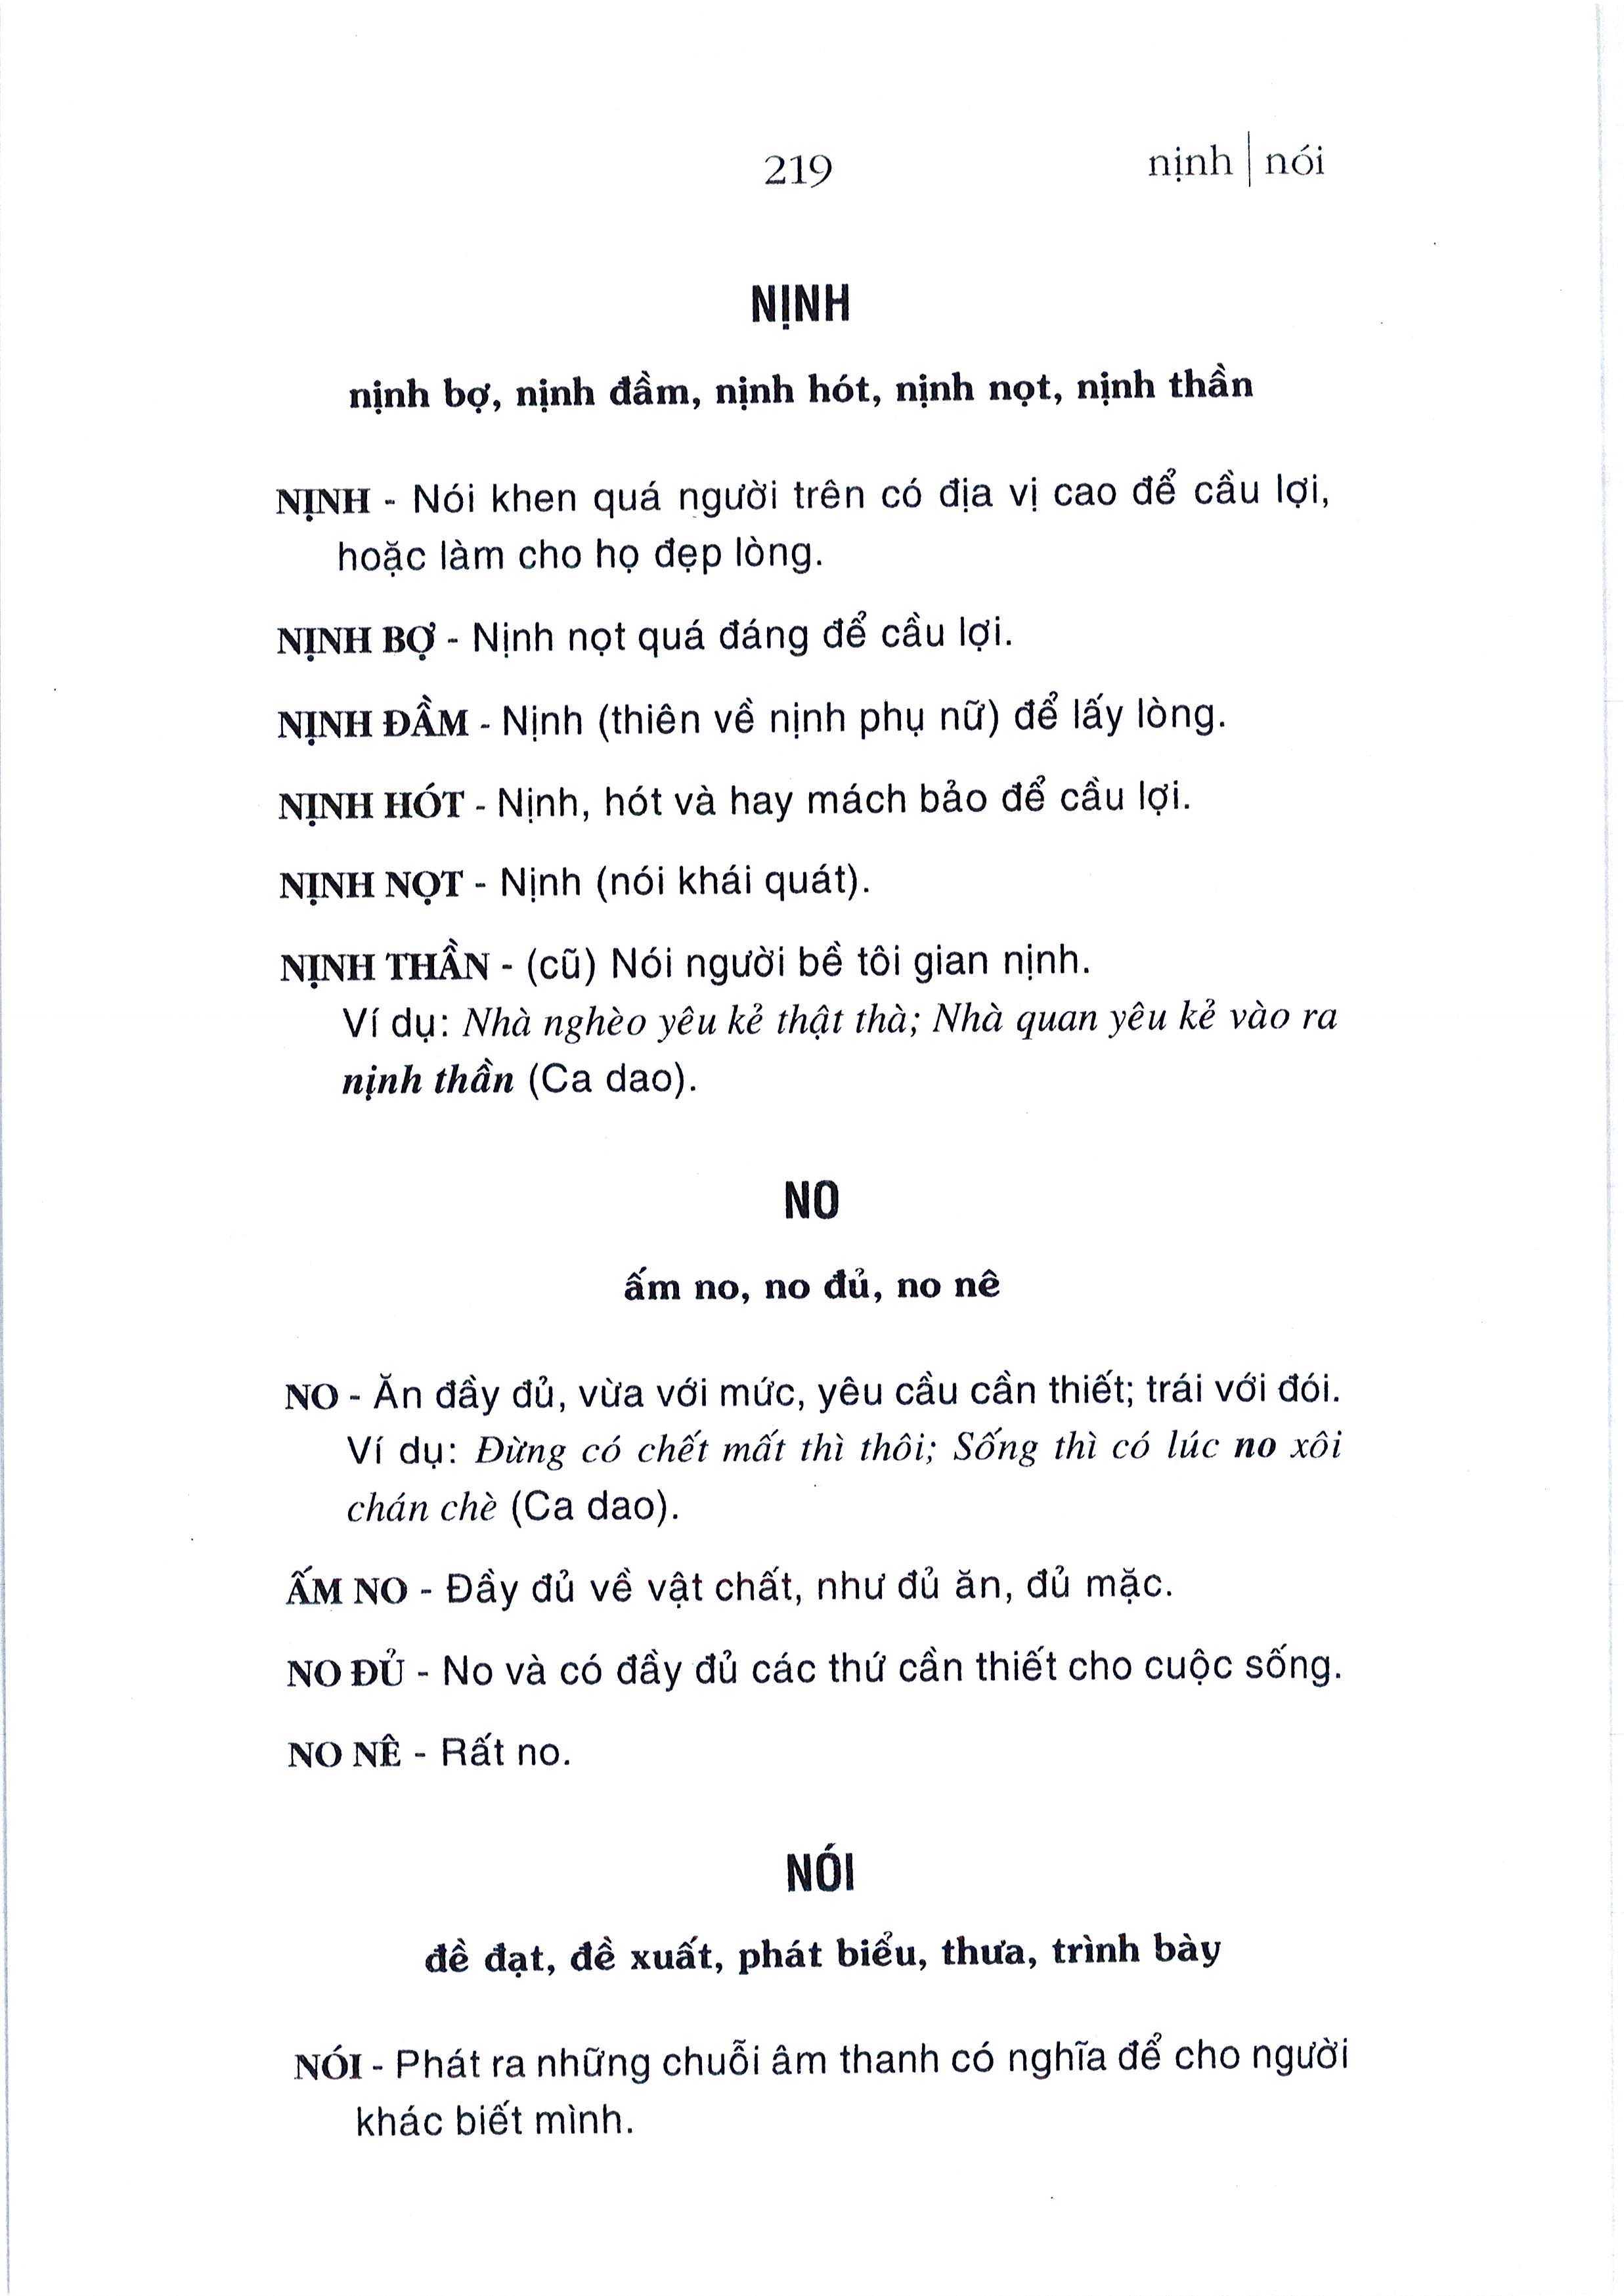 219
nịnh | nói
NỊNH
nịnh bợ, nịnh đầm, nịnh hót, nịnh nọt, nịnh thần
NỊNH - Nói khen quá người trên có địa vị cao để cầu lợi,
hoặc làm cho họ đẹp lòng.
NỊNH BỢ - Nịnh nọt quá đáng để cầu lợi.
NỊNH ĐẦM - Nịnh (thiên về nịnh phụ nữ) để lấy lòng.
NỊNH HÓT - Nịnh, hót và hay mách bảo để cầu lợi.
NỊNH NỌT - Nịnh (nói khái quát).
NỊNH THẦN - (cũ) Nói người bề tôi gian nịnh.
Ví dụ: Nhà nghèo yêu kẻ thật thà; Nhà quan yêu kẻ vào ra
nịnh thần (Ca dao).
NO
ấm no, no đủ, no nê
NO - Ăn đầy đủ, vừa với mức, yêu cầu cần thiết; trái với đói.
Ví dụ: Đừng có chết mất thì thôi; Sống thì có lúc no xôi
chán chè (Ca dao).
ẤM NO - Đầy đủ về vật chất, như đủ ăn, đủ mặc.
NO ĐỦ - No và có đầy đủ các thứ cần thiết cho cuộc sống.
NO NÊ - Rất no.
NÓI
đề đạt, đề xuất, phát biểu, thưa, trình bày
NÓI - Phát ra những chuỗi âm thanh có nghĩa để cho người
khác biết mình.